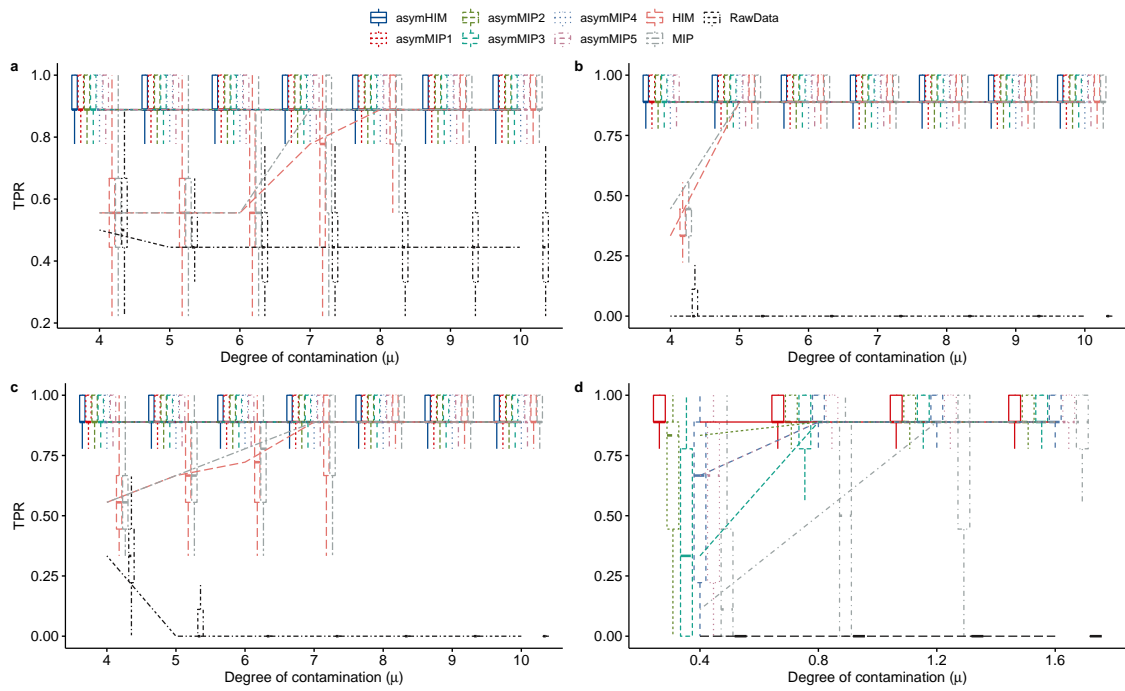 asymHIM asymMIP2 asymMIP4 HIM RawData
asymMIP1 asymMIP3 asymMIP5 MIP
a
1.0
0.8
0.6
0.4
0.2
TPR
4 5 6 7 8 9 10
Degree of contamination (μ)
b
1.00
0.75
0.50
0.25
0.00
4 5 6 7 8 9 10
Degree of contamination (μ)
c
1.00
0.75
0.50
0.25
0.00
TPR
4 5 6 7 8 9 10
Degree of contamination (μ)
d
1.00
0.75
0.50
0.25
0.00
0.4 0.8 1.2 1.6
Degree of contamination (μ)